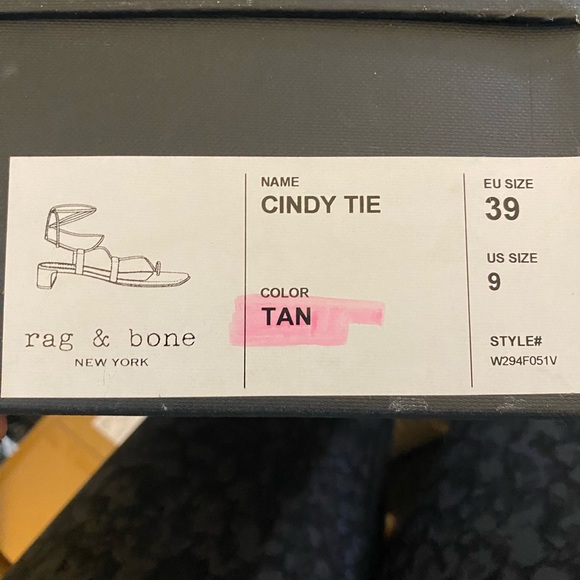 rag & bone
NEW YORK
NAME
CINDY TIE
COLOR
TAN
EU SIZE
39
US SIZE
9
STYLE#
W294F051V